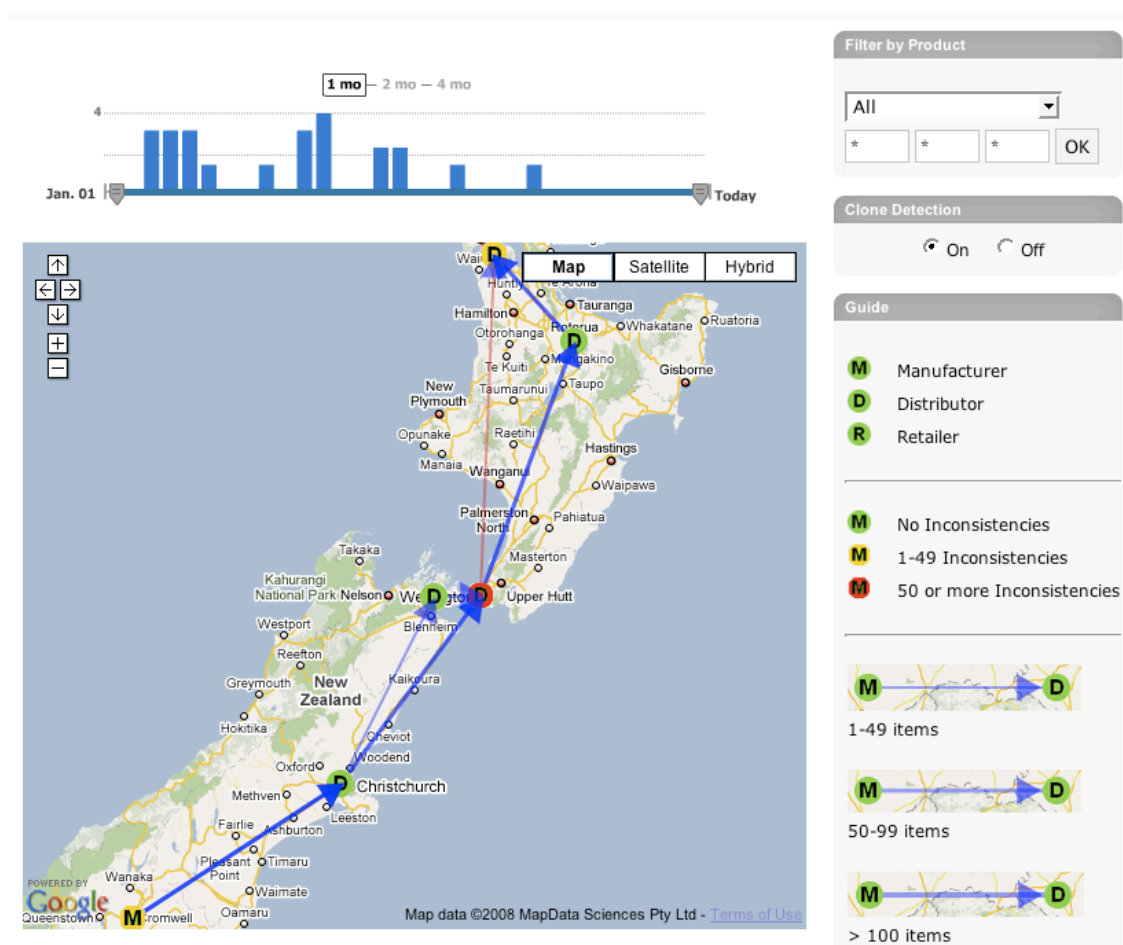 1 mo — 2 mo — 4 mo
4
Jan. 01
Today
Filter by Product
All
* * * OK
Clone Detection
On Off
Guide
M Manufacturer
D Distributor
R Retailer
M No Inconsistencies
M 1-49 Inconsistencies
M 50 or more Inconsistencies
M D
1-49 items
M D
50-99 items
M D
> 100 items
Map Satellite Hybrid
D
Huntly
Te Aroha
Tauranga
Hamilton
Rotorua
Whakatane
Ruatoria
Otorohanga
D
Te Kuiti
Mangakino
Gisborne
New
Plymouth
Taumarunui
Taupo
Opunake
Raetihi
Manaia
Hastings
Wanganui
Waipawa
Palmerston
North
Pahiatua
Takaka
Masterton
Kahurangi
National Park
Nelson
D
D
Upper Hutt
Blenheim
Westport
Reefton
Greymouth
New
Zealand
Kaikoura
Hokitika
Cheviot
Woodend
Oxford
D
Christchurch
Methven
Leeston
Fairlie
Ashburton
Pleasant
Point
Timaru
Wanaka
Waimate
POWERED BY
Google
Queenstown
M
Cromwell
Oamaru
Map data ©2008 MapData Sciences Pty Ltd - Terms of Use